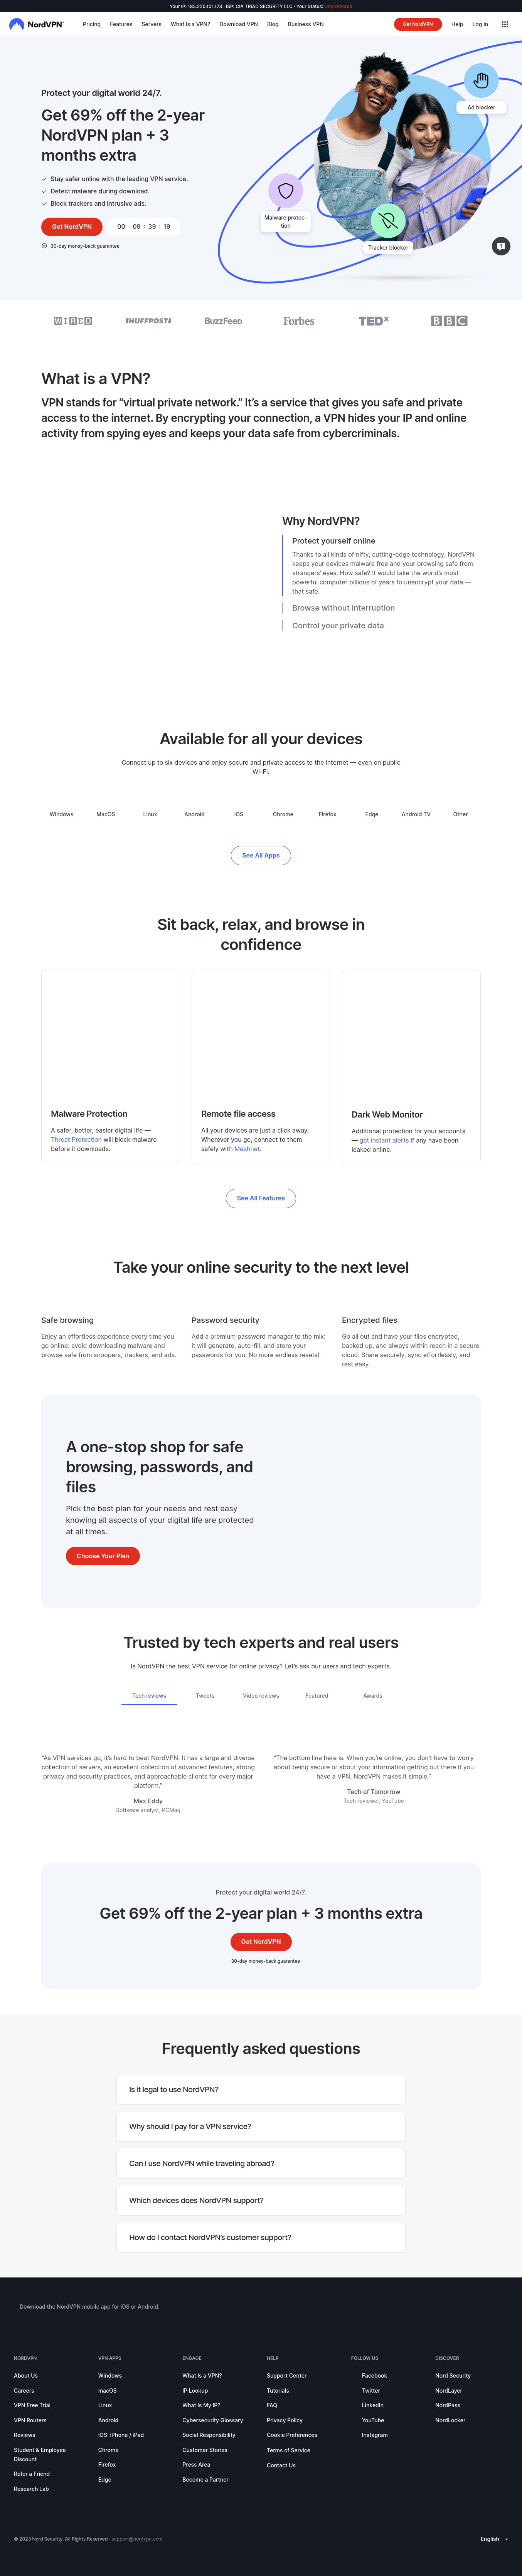 Your IP: 185.220.101.173 · ISP: CIA TRIAD SECURITY LLC · Your Status: Unprotected
NordVPN®
Pricing
Features
Servers
What Is a VPN?
Download VPN
Blog
Business VPN
Get NordVPN
Help
Log in
Protect your digital world 24/7.
Get 69% off the 2-year
NordVPN plan + 3
months extra
Stay safer online with the leading VPN service.
Detect malware during download.
Block trackers and intrusive ads.
Get NordVPN
00 : 09 : 39 : 19
30-day money-back guarantee
Ad blocker
Malware protec-
tion
Tracker blocker
WIRED
IHUFFPOSTI
BuzzFeed
Forbes
TEDx
BBC
What is a VPN?
VPN stands for “virtual private network.” It’s a service that gives you safe and private
access to the internet. By encrypting your connection, a VPN hides your IP and online
activity from spying eyes and keeps your data safe from cybercriminals.
Why NordVPN?
Protect yourself online
Thanks to all kinds of nifty, cutting-edge technology, NordVPN
keeps your devices malware free and your browsing safe from
strangers’ eyes. How safe? It would take the world’s most
powerful computer billions of years to unencrypt your data —
that safe.
Browse without interruption
Control your private data
Available for all your devices
Connect up to six devices and enjoy secure and private access to the internet — even on public
Wi-Fi.
Windows
MacOS
Linux
Android
iOS
Chrome
Firefox
Edge
Android TV
Other
See All Apps
Sit back, relax, and browse in
confidence
Malware Protection
A safer, better, easier digital life —
Threat Protection will block malware
before it downloads.
Remote file access
All your devices are just a click away.
Wherever you go, connect to them
safely with Meshnet.
Dark Web Monitor
Additional protection for your accounts
— get instant alerts if any have been
leaked online.
See All Features
Take your online security to the next level
Safe browsing
Enjoy an effortless experience every time you
go online: avoid downloading malware and
browse safe from snoopers, trackers, and ads.
Password security
Add a premium password manager to the mix:
it will generate, auto-fill, and store your
passwords for you. No more endless resets!
Encrypted files
Go all out and have your files encrypted,
backed up, and always within reach in a secure
cloud. Share securely, sync effortlessly, and
rest easy.
A one-stop shop for safe
browsing, passwords, and
files
Pick the best plan for your needs and rest easy
knowing all aspects of your digital life are protected
at all times.
Choose Your Plan
Trusted by tech experts and real users
Is NordVPN the best VPN service for online privacy? Let’s ask our users and tech experts.
Tech reviews
Tweets
Video reviews
Featured
Awards
“As VPN services go, it’s hard to beat NordVPN. It has a large and diverse
collection of servers, an excellent collection of advanced features, strong
privacy and security practices, and approachable clients for every major
platform.”
Max Eddy
Software analyst, PCMag
“The bottom line here is: When you’re online, you don’t have to worry
about being secure or about your information getting out there if you
have a VPN. NordVPN makes it simple.”
Tech of Tomorrow
Tech reviewer, YouTube
Protect your digital world 24/7.
Get 69% off the 2-year plan + 3 months extra
Get NordVPN
30-day money-back guarantee
Frequently asked questions
Is it legal to use NordVPN?
Why should I pay for a VPN service?
Can I use NordVPN while traveling abroad?
Which devices does NordVPN support?
How do I contact NordVPN’s customer support?
Download the NordVPN mobile app for iOS or Android.
NORDVPN
About Us
Careers
VPN Free Trial
VPN Routers
Reviews
Student & Employee
Discount
Refer a Friend
Research Lab
VPN APPS
Windows
macOS
Linux
Android
iOS: iPhone / iPad
Chrome
Firefox
Edge
ENGAGE
What Is a VPN?
IP Lookup
What Is My IP?
Cybersecurity Glossary
Social Responsibility
Customer Stories
Press Area
Become a Partner
HELP
Support Center
Tutorials
FAQ
Privacy Policy
Cookie Preferences
Terms of Service
Contact Us
FOLLOW US
Facebook
Twitter
LinkedIn
YouTube
Instagram
DISCOVER
Nord Security
NordLayer
NordPass
NordLocker
© 2023 Nord Security. All Rights Reserved · support@nordvpn.com
English